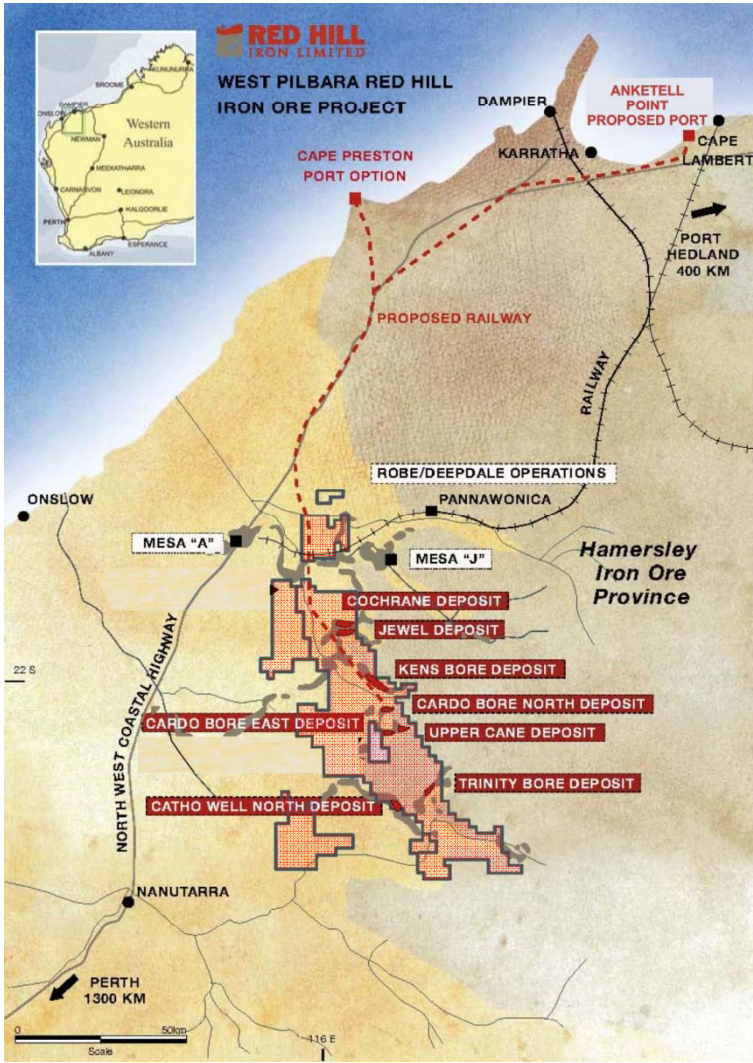 RED HILL
IRON-LIMITED
WEST PILBARA RED HILL
IRON ORE PROJECT
KUNUNURRA
BROOME
DAMPIER
ONSLOW
Western
Australia
NEWMAN
MEEKATHARRA
CARNARVON
LEONORA
KALGOORLIE
PERTH
ESPERANCE
ALBANY
ANKETELL
POINT
PROPOSED PORT
DAMPIER
CAPE
LAMBERT
KARRATHA
CAPE PRESTON
PORT OPTION
PORT
HEDLAND
400 KM
PROPOSED RAILWAY
RAILWAY
ROBE/DEEPDALE OPERATIONS
ONSLOW
PANNAWONICA
MESA "A"
MESA "J"
Hamersley
Iron Ore
Province
COCHRANE DEPOSIT
JEWEL DEPOSIT
KENS BORE DEPOSIT
22 S
CARDO BORE NORTH DEPOSIT
CARDO BORE EAST DEPOSIT
UPPER CANE DEPOSIT
NORTH WEST COASTAL HIGHWAY
TRINITY BORE DEPOSIT
CATHO WELL NORTH DEPOSIT
NANUTARRA
PERTH
1300 KM
0
50km
Scale
116 E